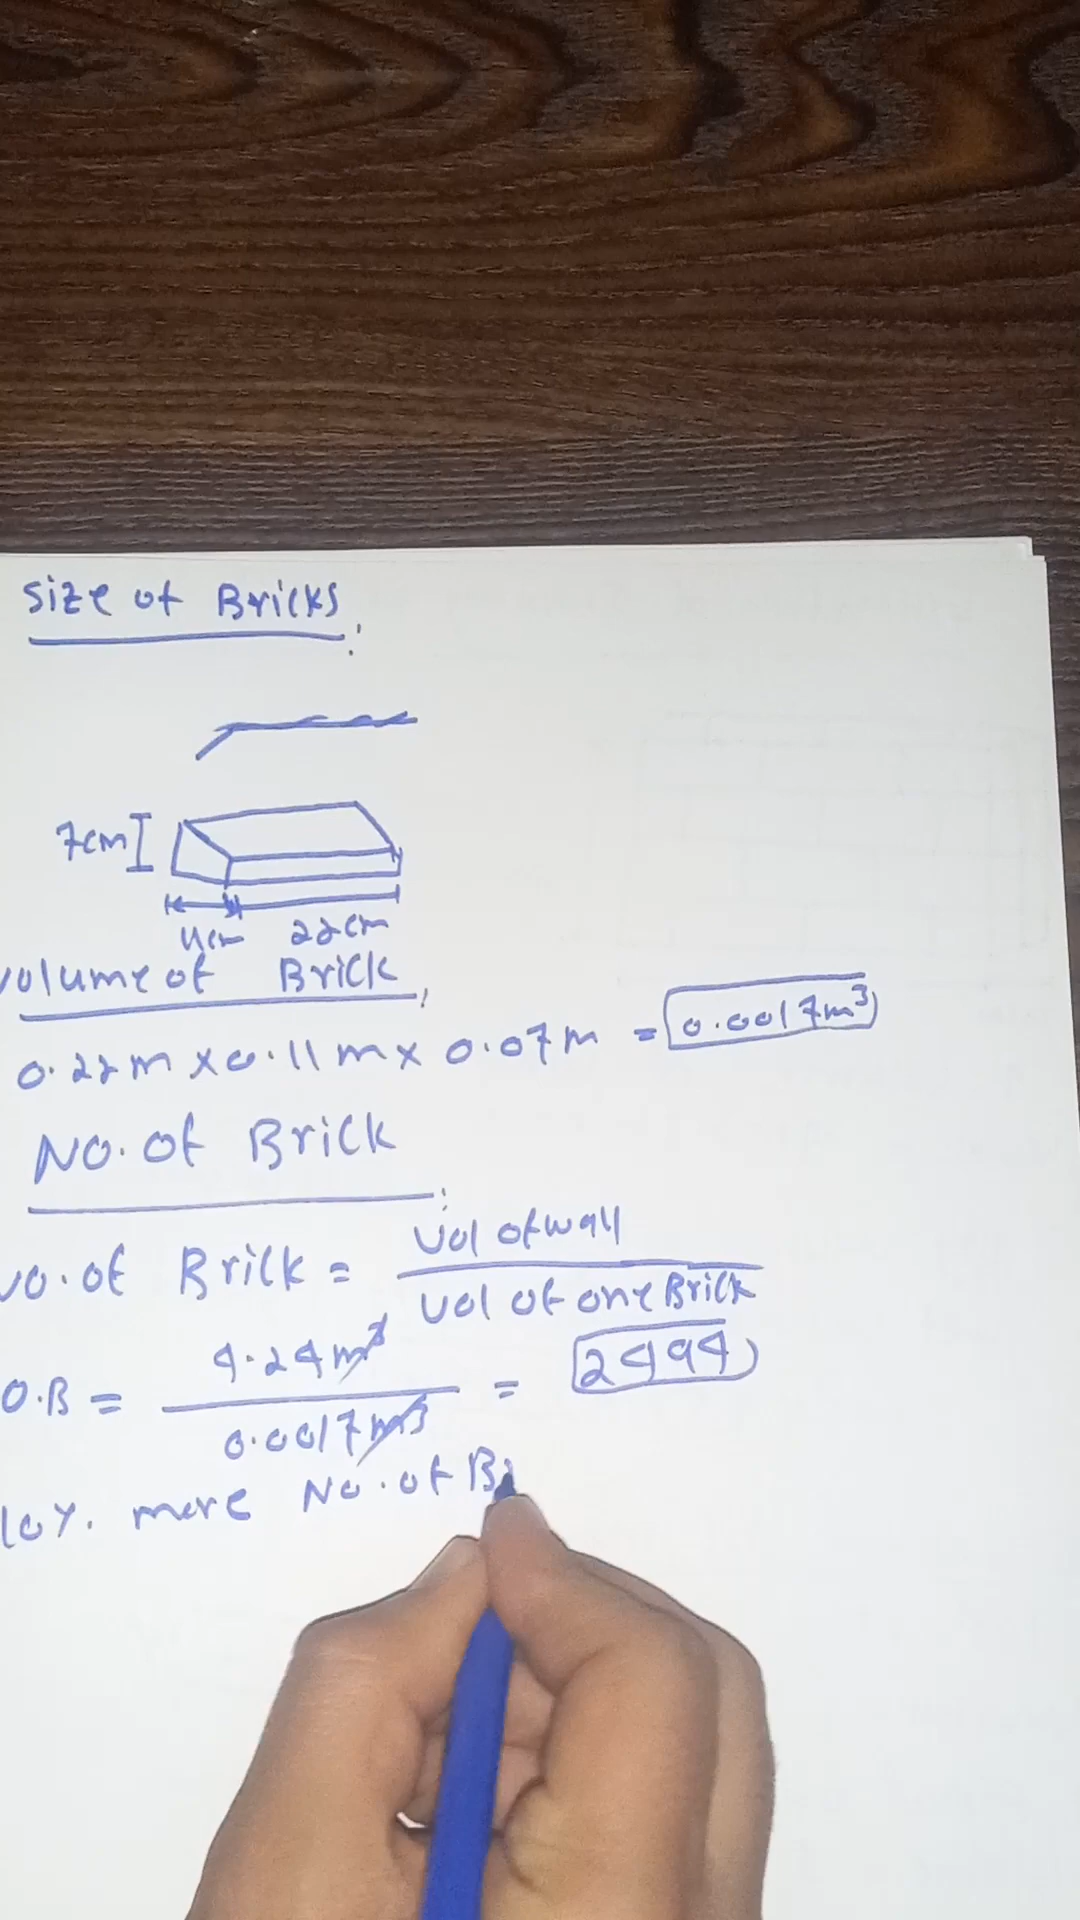 Size of Bricks:
7cm
11cm 22cm
Volume of Brick,
0.22m x 0.11m x 0.07m = 0.0017m³
No. of Brick:
No. of Brick = Vol of wall
Vol of one Brick
O.B = 4.24m³ = 2494
0.0017m³
10%. more No. of B